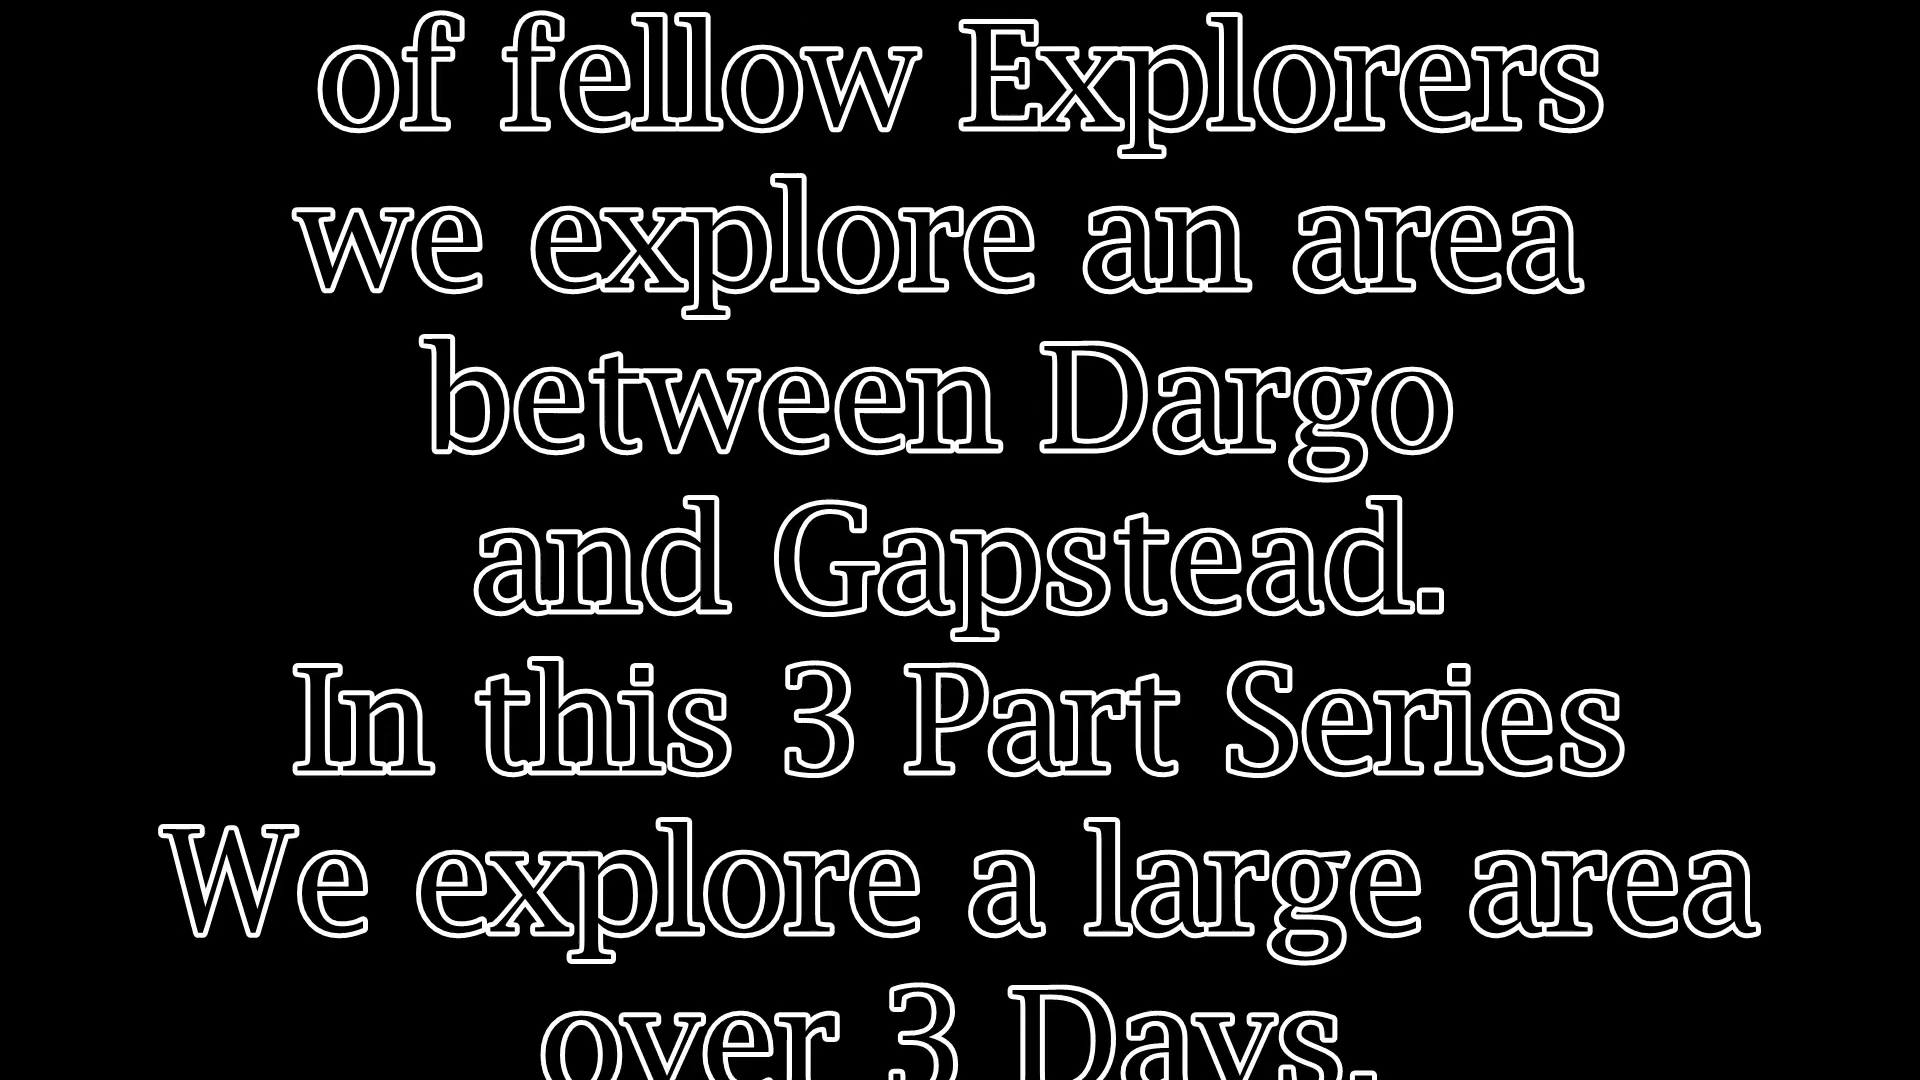 of fellow Explorers
we explore an area
between Dargo
and Gapstead.
In this 3 Part Series
We explore a large area
over 3 Days.